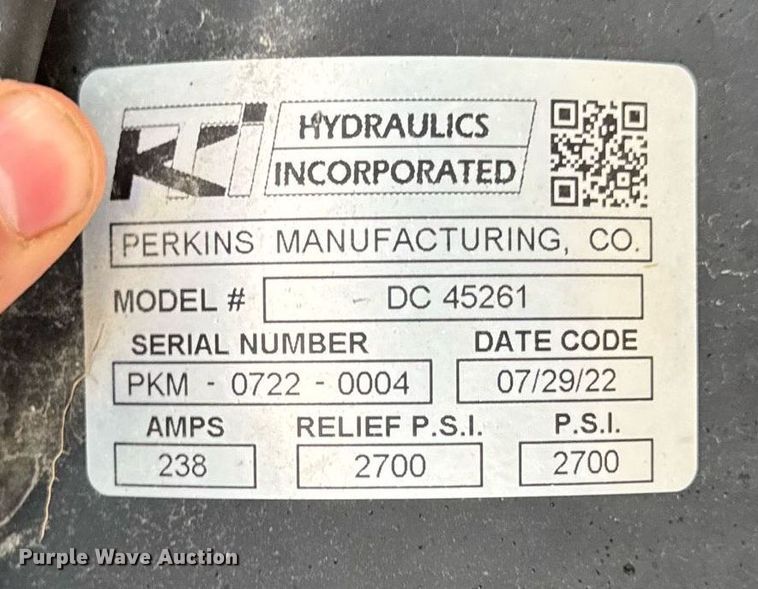 KTI HYDRAULICS
INCORPORATED
PERKINS MANUFACTURING, CO.
MODEL # DC 45261
SERIAL NUMBER DATE CODE
PKM - 0722 - 0004 07/29/22
AMPS RELIEF P.S.I. P.S.I.
238 2700 2700
Purple Wave Auction